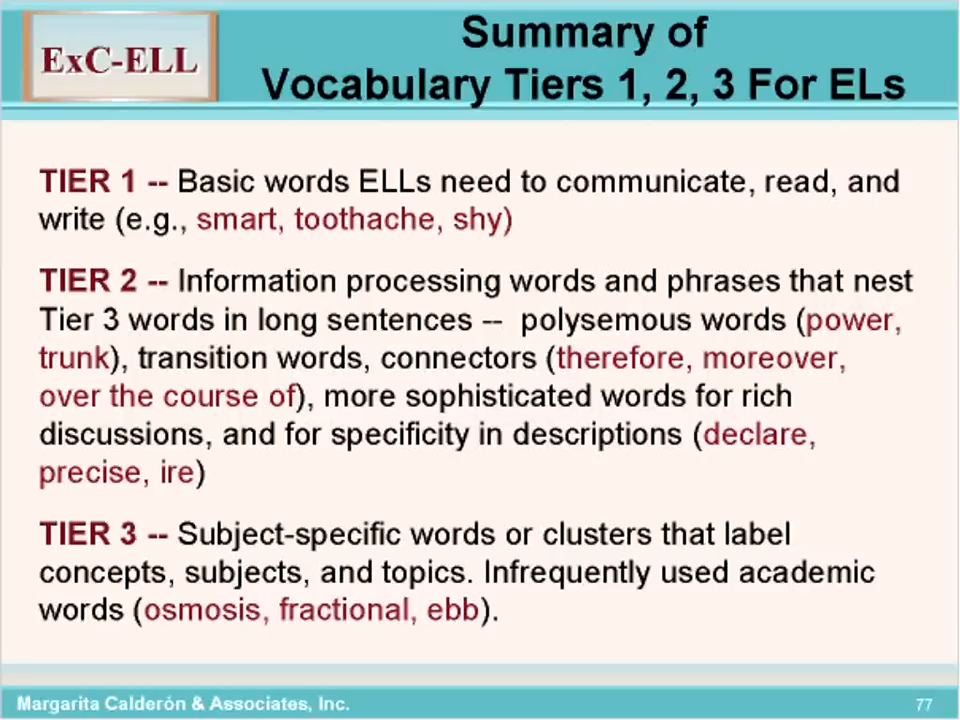 ExC-ELL
Summary of
Vocabulary Tiers 1, 2, 3 For ELs
TIER 1 -- Basic words ELLs need to communicate, read, and
write (e.g., smart, toothache, shy)
TIER 2 -- Information processing words and phrases that nest
Tier 3 words in long sentences -- polysemous words (power,
trunk), transition words, connectors (therefore, moreover,
over the course of), more sophisticated words for rich
discussions, and for specificity in descriptions (declare,
precise, ire)
TIER 3 -- Subject-specific words or clusters that label
concepts, subjects, and topics. Infrequently used academic
words (osmosis, fractional, ebb).
Margarita Calderón & Associates, Inc.
77